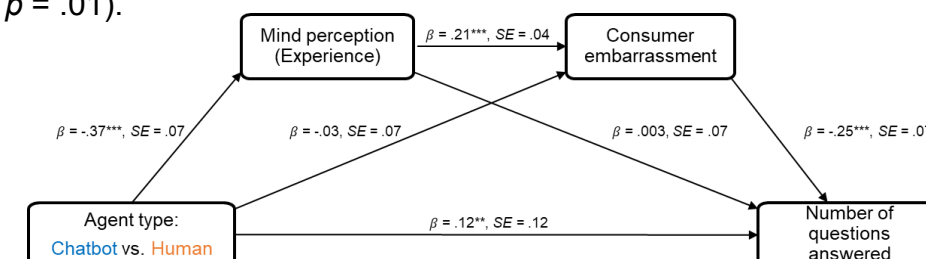 p = .01).
Mind perception
(Experience)
β = .21***, SE = .04
Consumer
embarrassment
β = -.37***, SE = .07
β = -.03, SE = .07
β = .003, SE = .07
β = -.25***, SE = .07
Agent type:
Chatbot vs. Human
β = .12**, SE = .12
Number of
questions
answered